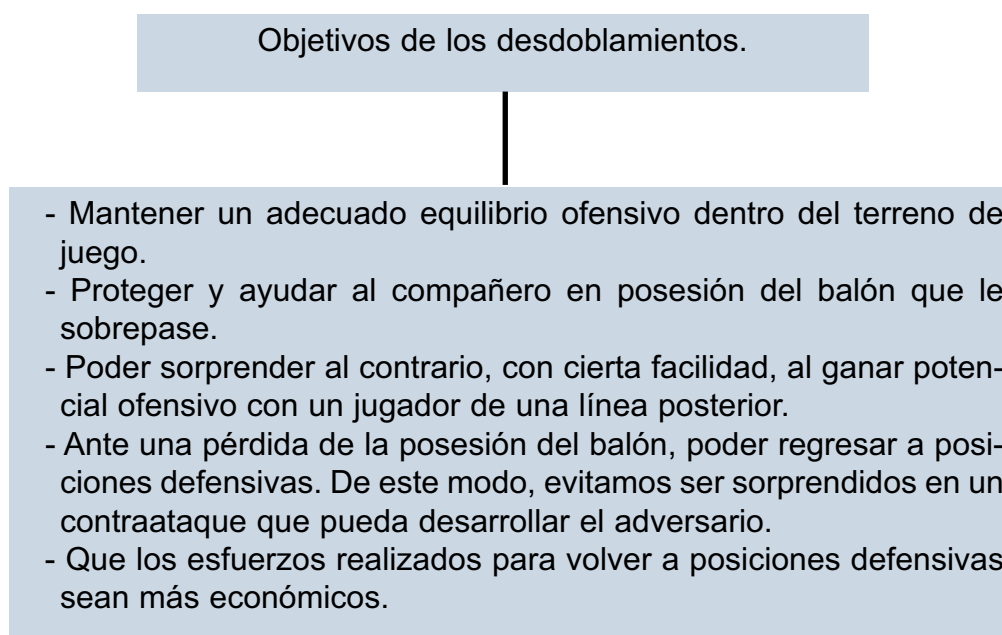 Objetivos de los desdoblamientos.
- Mantener un adecuado equilibrio ofensivo dentro del terreno de
juego.
- Proteger y ayudar al compañero en posesión del balón que le
sobrepase.
- Poder sorprender al contrario, con cierta facilidad, al ganar poten-
cial ofensivo con un jugador de una línea posterior.
- Ante una pérdida de la posesión del balón, poder regresar a posi-
ciones defensivas. De este modo, evitamos ser sorprendidos en un
contraataque que pueda desarrollar el adversario.
- Que los esfuerzos realizados para volver a posiciones defensivas
sean más económicos.